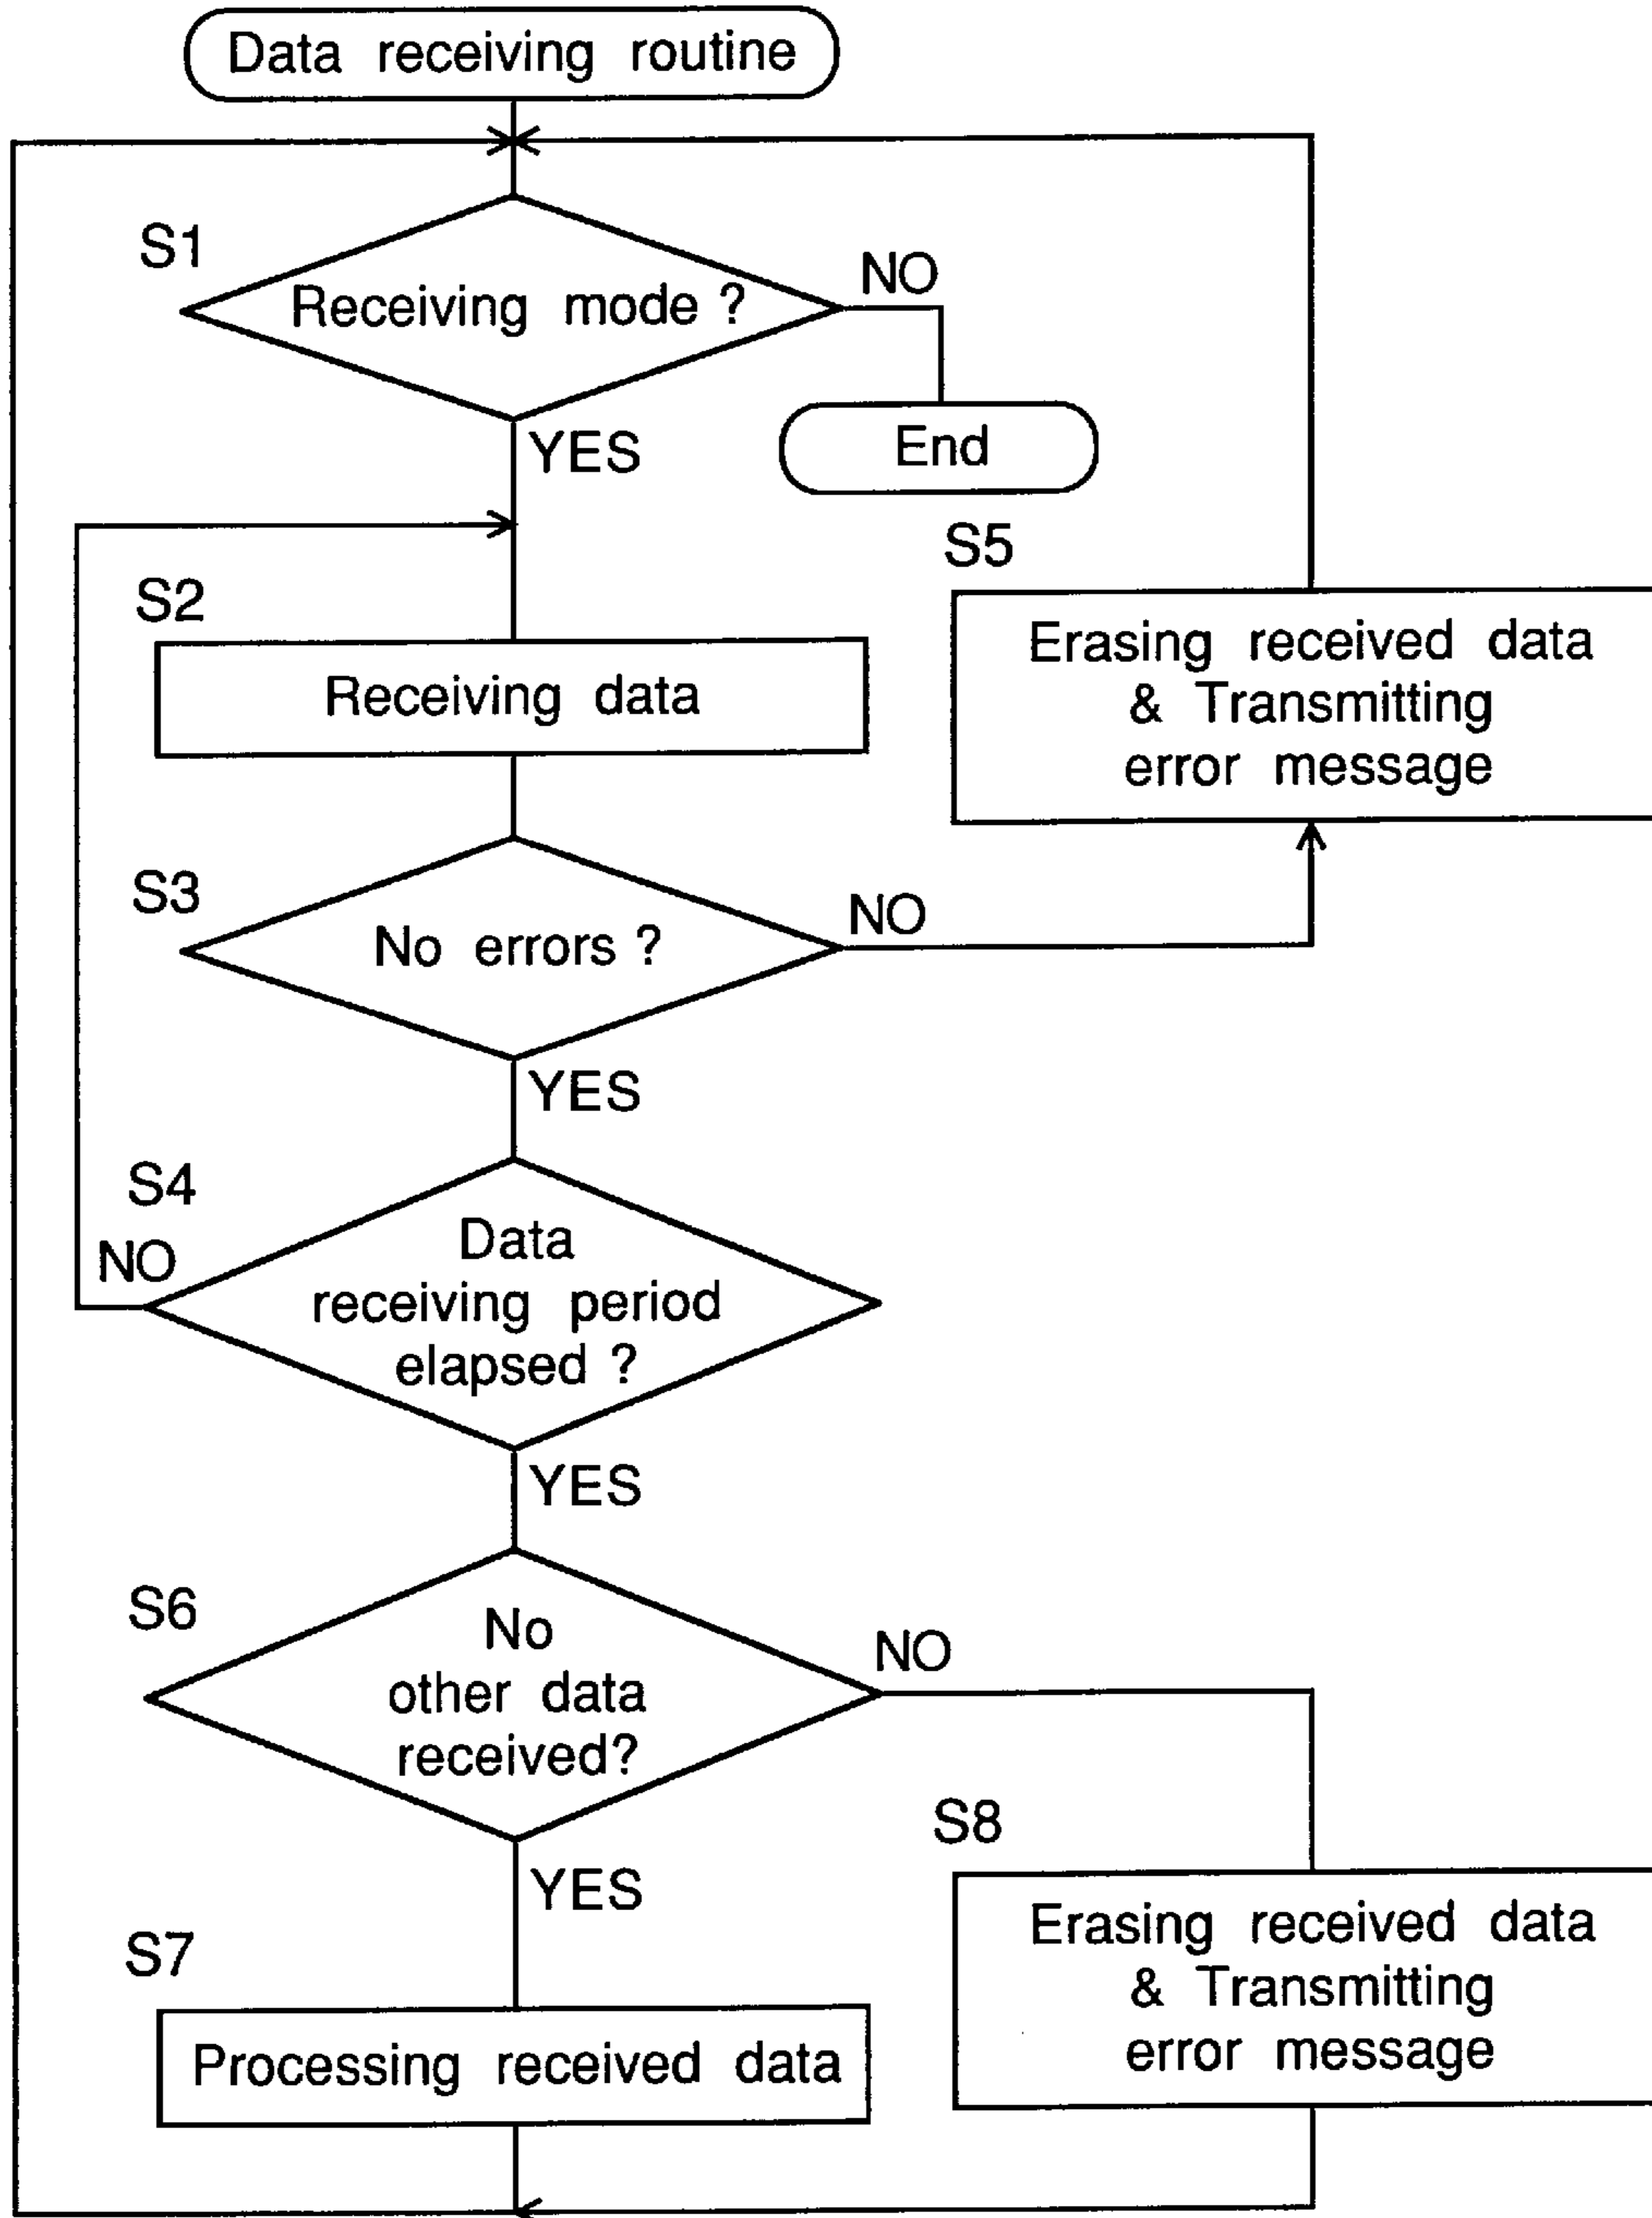 Data receiving routine
S1
Receiving mode ?
NO
YES
End
S2
Receiving data
S5
Erasing received data
& Transmitting
error message
S3
No errors ?
NO
YES
S4
NO
Data
receiving period
elapsed ?
YES
S6
No
other data
received?
NO
YES
S8
Erasing received data
& Transmitting
error message
S7
Processing received data